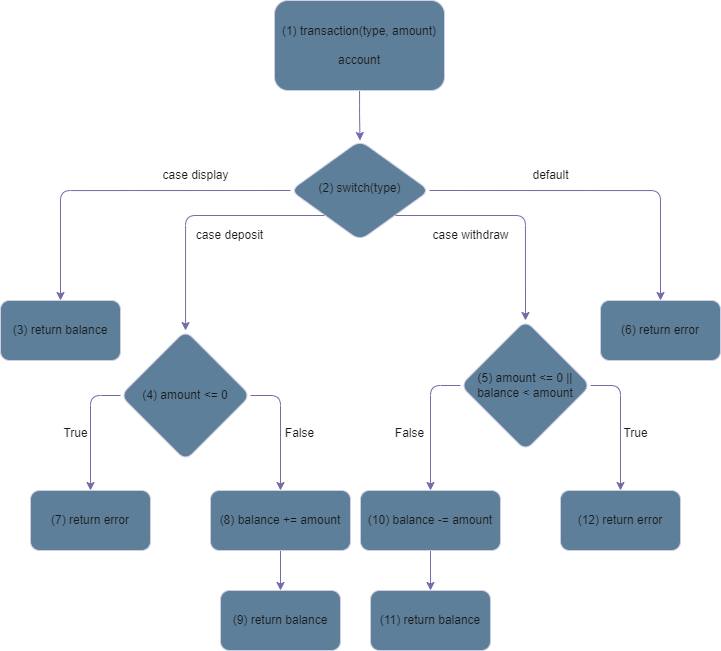 (1) transaction(type, amount)
account
case display
(2) switch(type)
default
case deposit
case withdraw
(3) return balance
(6) return error
(4) amount <= 0
(5) amount <= 0 ||
balance < amount
True
False
False
True
(7) return error
(8) balance += amount
(10) balance -= amount
(12) return error
(9) return balance
(11) return balance